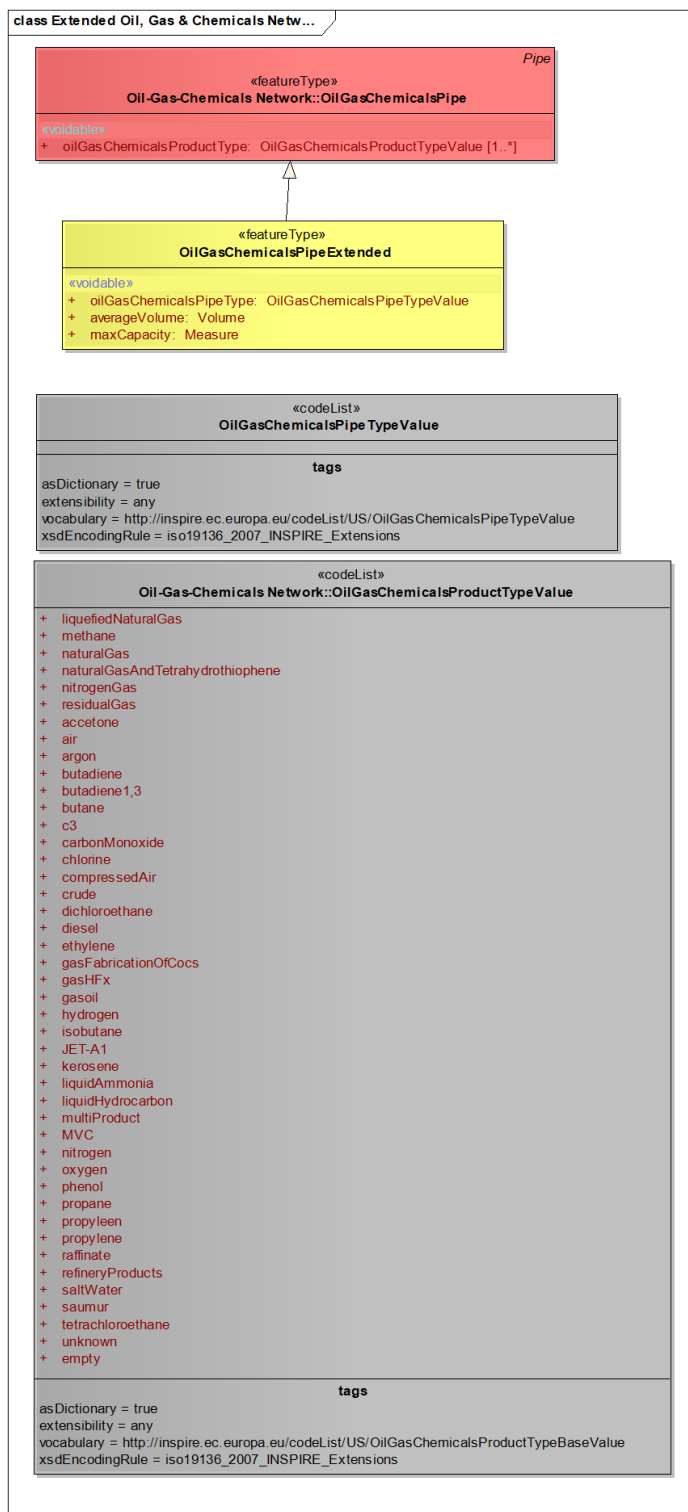 class Extended Oil, Gas & Chemicals Netw...
Pipe
«featureType»
Oil-Gas-Chemicals Network::OilGasChemicalsPipe
«voidable»
+ oilGasChemicalsProductType: OilGasChemicalsProductTypeValue [1..*]
«featureType»
OilGasChemicalsPipeExtended
«voidable»
+ oilGasChemicalsPipeType: OilGasChemicalsPipeTypeValue
+ averageVolume: Volume
+ maxCapacity: Measure
«codeList»
OilGasChemicalsPipeTypeValue
tags
asDictionary = true
extensibility = any
vocabulary = http://inspire.ec.europa.eu/codeList/US/OilGasChemicalsPipeTypeValue
xsdEncodingRule = iso19136_2007_INSPIRE_Extensions
«codeList»
Oil-Gas-Chemicals Network::OilGasChemicalsProductTypeValue
+ liquefiedNaturalGas
+ methane
+ naturalGas
+ naturalGasAndTetrahydrothiophene
+ nitrogenGas
+ residualGas
+ accetone
+ air
+ argon
+ butadiene
+ butadiene1,3
+ butane
+ c3
+ carbonMonoxide
+ chlorine
+ compressedAir
+ crude
+ dichloroethane
+ diesel
+ ethylene
+ gasFabricationOfCocs
+ gasHFx
+ gasoil
+ hydrogen
+ isobutane
+ JET-A1
+ kerosene
+ liquidAmmonia
+ liquidHydrocarbon
+ multiProduct
+ MVC
+ nitrogen
+ oxygen
+ phenol
+ propane
+ propyleen
+ propylene
+ raffinate
+ refineryProducts
+ saltWater
+ saumur
+ tetrachloroethane
+ unknown
+ empty
tags
asDictionary = true
extensibility = any
vocabulary = http://inspire.ec.europa.eu/codeList/US/OilGasChemicalsProductTypeBaseValue
xsdEncodingRule = iso19136_2007_INSPIRE_Extensions